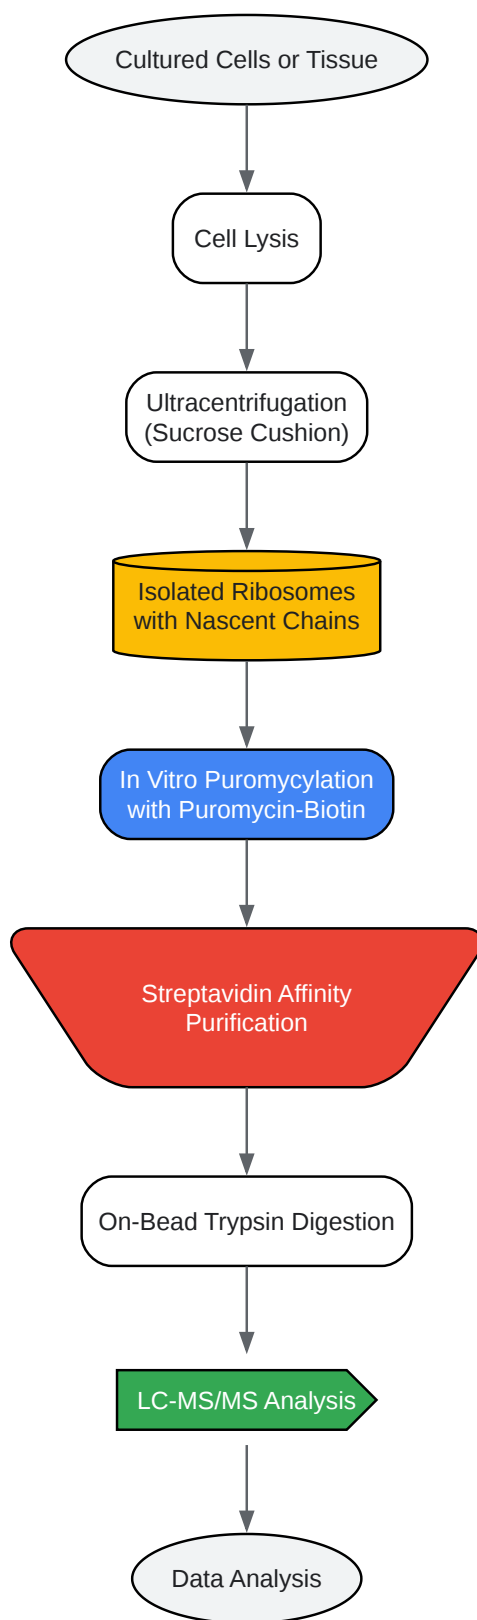 Cultured Cells or Tissue
Cell Lysis
Ultracentrifugation
(Sucrose Cushion)
Isolated Ribosomes
with Nascent Chains
In Vitro Puromycylation
with Puromycin-Biotin
Streptavidin Affinity
Purification
On-Bead Trypsin Digestion
LC-MS/MS Analysis
Data Analysis